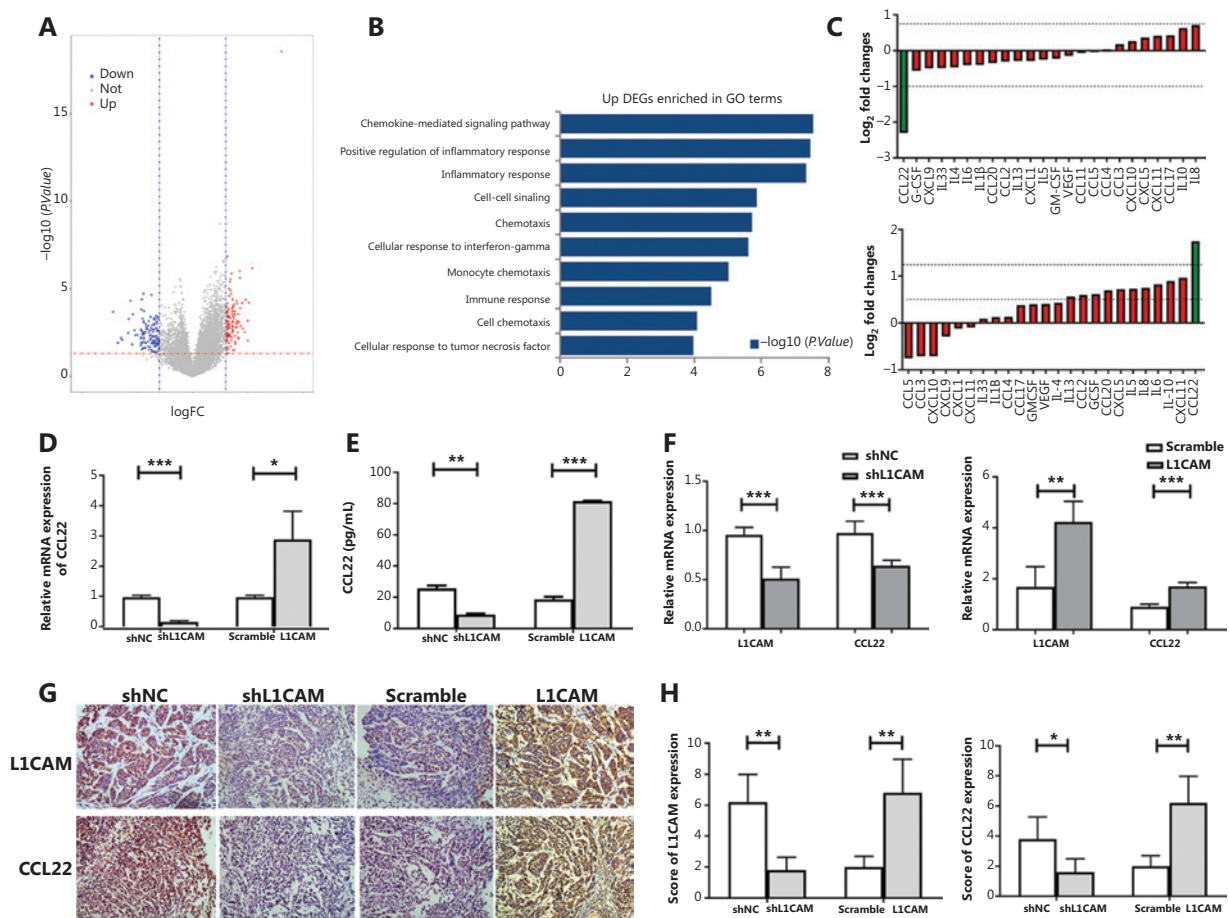 A
Down
Not
Up
15
10
5
0
−log10 (P.Value)
logFC
B
Up DEGs enriched in GO terms
Chemokine-mediated signaling pathway
Positive regulation of inflammatory response
Inflammatory response
Cell-cell sinaling
Chemotaxis
Cellular response to interferon-gamma
Monocyte chemotaxis
Immune response
Cell chemotaxis
Cellular response to tumor necrosis factor
−log10 (P.Value)
0 2 4 6 8
C
Log2 fold changes
1
0
−1
−2
−3
CCL22 G-CSF CXCL9 IL33 IL4 IL6 IL1β CCL20 CCL2 IL13 CXCL1 IL5 GM-CSF VEGF CCL11 CCL5 CCL4 CCL3 CXCL10 CXCL5 CXCL11 CCL17 IL10 IL8
Log2 fold changes
2
1
0
−1
CCL5 CCL3 CXCL10 CXCL9 CXCL1 CXCL11 IL33 IL1B CCL4 CCL17 GMCSF VEGF IL-4 IL13 CCL2 GCSF CCL20 CXCL5 IL5 IL8 IL6 IL-10 CXCL11 CCL22
D
Relative mRNA expression
of CCL22
5
4
3
2
1
0
*** *
shNC shL1CAM Scramble L1CAM
E
CCL22 (pg/mL)
100
80
60
40
20
0
** ***
shNC shL1CAM Scramble L1CAM
F
shNC
shL1CAM
Relative mRNA expression
1.5
1.0
0.5
0
*** ***
L1CAM CCL22
Scramble
L1CAM
Relative mRNA expression
6
4
2
0
** ***
L1CAM CCL22
G
shNC shL1CAM Scramble L1CAM
L1CAM
CCL22
H
Score of L1CAM expression
10
8
6
4
2
0
** **
shNC shL1CAM Scramble L1CAM
Score of CCL22 expression
10
8
6
4
2
0
* **
shNC shL1CAM Scramble L1CAM